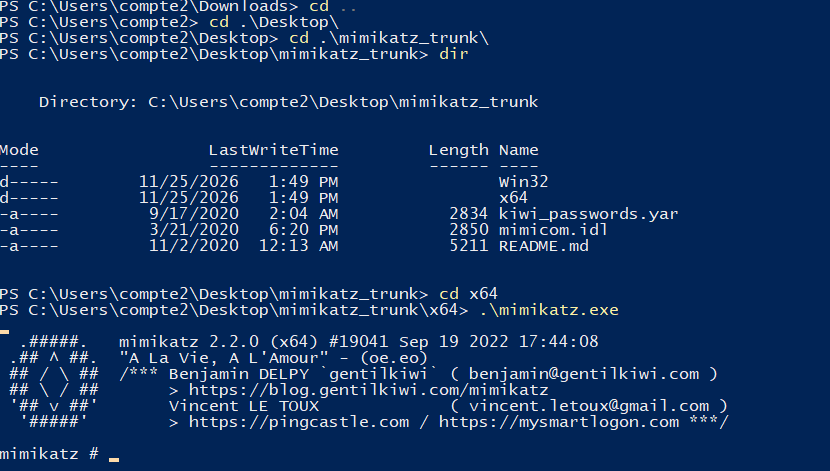 PS C:\Users\compte2\Downloads> cd ..
PS C:\Users\compte2> cd .\Desktop\
PS C:\Users\compte2\Desktop> cd .\mimikatz_trunk\
PS C:\Users\compte2\Desktop\mimikatz_trunk> dir
    Directory: C:\Users\compte2\Desktop\mimikatz_trunk
Mode                 LastWriteTime         Length Name
----                 -------------         ------ ----
d-----        11/25/2026   1:49 PM                Win32
d-----        11/25/2026   1:49 PM                x64
-a----         9/17/2020   2:04 AM           2834 kiwi_passwords.yar
-a----         3/21/2020   6:20 PM           2850 mimicom.idl
-a----         11/2/2020  12:13 AM           5211 README.md
PS C:\Users\compte2\Desktop\mimikatz_trunk> cd x64
PS C:\Users\compte2\Desktop\mimikatz_trunk\x64> .\mimikatz.exe
  .#####.   mimikatz 2.2.0 (x64) #19041 Sep 19 2022 17:44:08
 .## ^ ##.  "A La Vie, A L'Amour" - (oe.eo)
 ## / \ ##  /*** Benjamin DELPY `gentilkiwi` ( benjamin@gentilkiwi.com )
 ## \ / ##       > https://blog.gentilkiwi.com/mimikatz
 '## v ##'       Vincent LE TOUX             ( vincent.letoux@gmail.com )
  '#####'        > https://pingcastle.com / https://mysmartlogon.com ***/
mimikatz # _